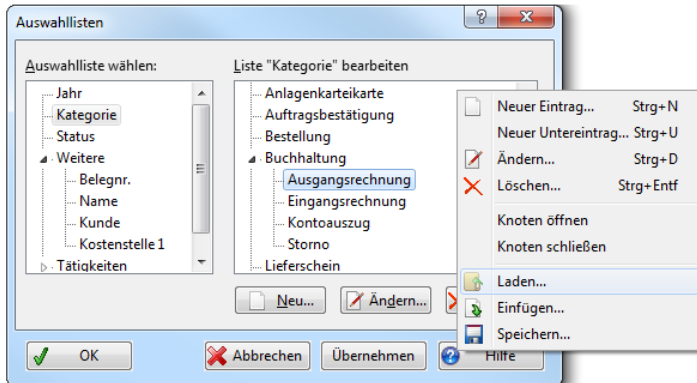 Auswahllisten
?
Auswahlliste wählen:
Jahr
Kategorie
Status
Weitere
Belegnr.
Name
Kunde
Kostenstelle 1
Tätigkeiten
Liste "Kategorie" bearbeiten
Anlagenkarteikarte
Auftragsbestätigung
Bestellung
Buchhaltung
Ausgangsrechnung
Eingangsrechnung
Kontoauszug
Storno
Lieferschein
Neu...
Ändern...
OK
Abbrechen
Übernehmen
Hilfe
Neuer Eintrag... Strg+N
Neuer Untereintrag... Strg+U
Ändern... Strg+D
Löschen... Strg+Entf
Knoten öffnen
Knoten schließen
Laden...
Einfügen...
Speichern...